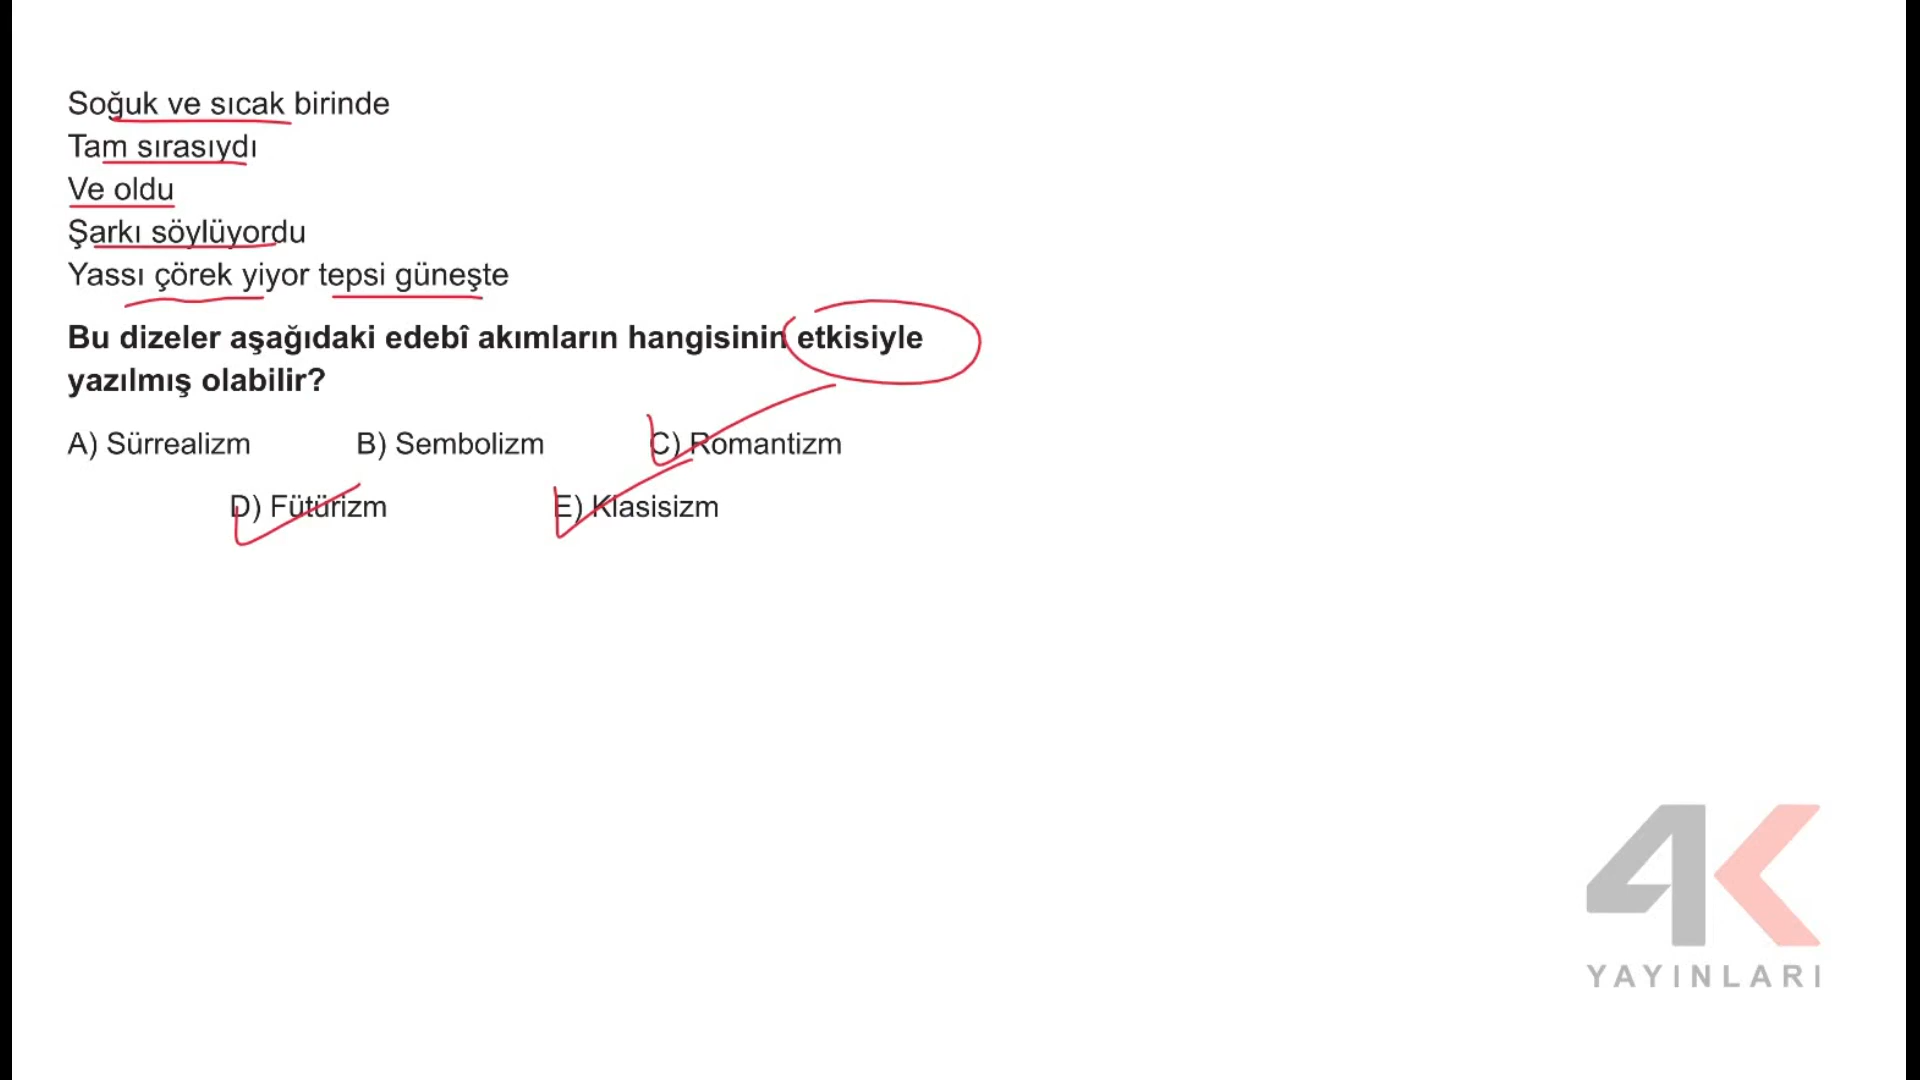 Soğuk ve sıcak birinde
Tam sırasıydı
Ve oldu
Şarkı söylüyordu
Yassı çörek yiyor tepsi güneşte
Bu dizeler aşağıdaki edebî akımların hangisinin etkisiyle
yazılmış olabilir?
A) Sürrealizm B) Sembolizm C) Romantizm
D) Fütürizm E) Klasisizm
4K
YAYINLARI